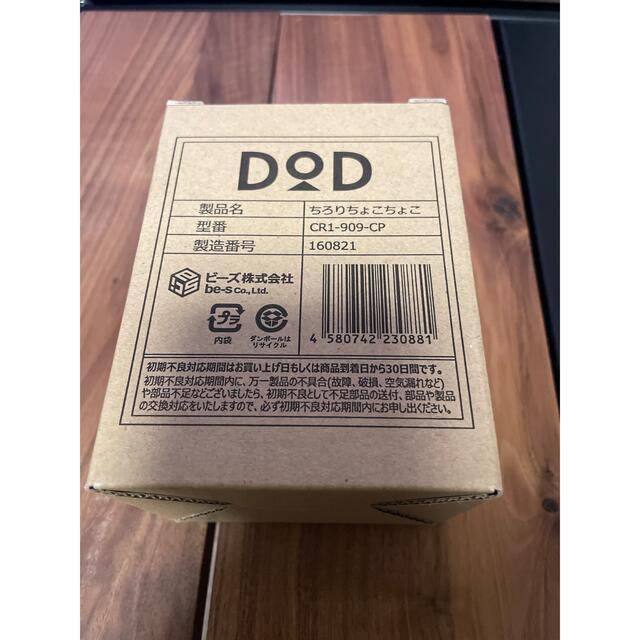 DOD
製品名 ちろりちょこちょこ
型番 CR1-909-CP
製造番号 160821
ビーズ株式会社
be-s Co.,Ltd.
プラ
内袋
ダンボールは
リサイクル
4 580742 230881
初期不良対応期間はお買い上げ日もしくは商品到着日から30日間です。
初期不良対応期間内に、万一製品の不具合(故障、破損、空気漏れなど)
や部品不足などございましたら、初期不良として不足部品の送付、部品や製品
の交換対応をいたしますので、必ず初期不良対応期間内にお申し出ください。